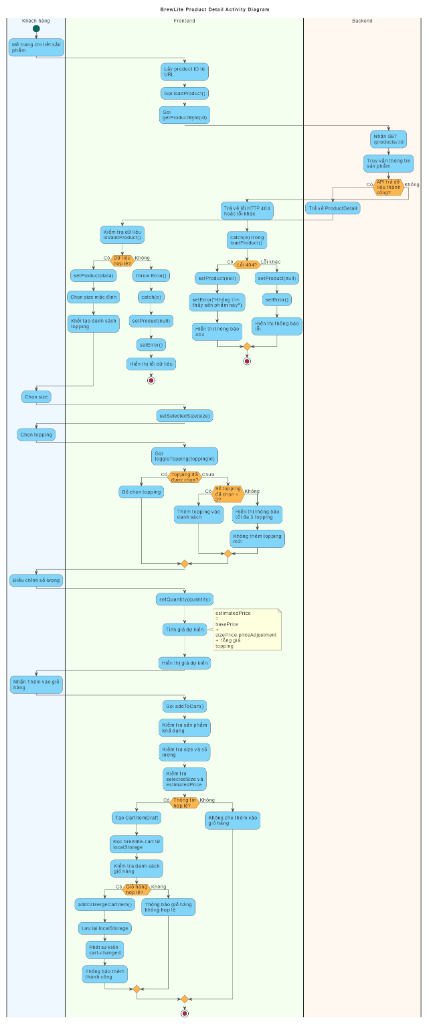 BrewLite Product Detail Activity Diagram
Khách hàng
Frontend
Backend
Mở trang chi tiết sản
phẩm
Lấy product ID từ
URL
Gọi loadProduct()
Gọi
getProductById(id)
Nhận GET
/products/:id
Truy vấn thông tin
sản phẩm
API trả dữ
liệu thành
công?
Có
Không
Trả về lỗi HTTP 404
hoặc lỗi khác
Trả về ProductDetail
Kiểm tra dữ liệu
isValidProduct()
catch(e) trong
loadProduct()
Có
Dữ liệu
hợp lệ?
Không
Có
Lỗi 404?
Lỗi khác
setProduct(data)
throw Error()
setProduct(null)
setProduct(null)
Chọn size mặc định
catch(e)
setError("Không tìm
thấy sản phẩm này")
setError()
Khởi tạo danh sách
topping
setProduct(null)
Hiển thị thông báo
404
Hiển thị thông báo
lỗi
setError()
Hiển thị lỗi dữ liệu
Chọn size
setSelectedSize(size)
Chọn topping
Gọi
toggleTopping(toppingId)
Có
Topping đã
được chọn?
Chưa
Bỏ chọn topping
Có
Số topping
đã chọn <
Không
Thêm topping vào
danh sách
Hiển thị thông báo
tối đa 5 topping
Không thêm topping
mới
Điều chỉnh số lượng
setQuantity(quantity)
Tính giá dự kiến
estimatedPrice
=
basePrice
+
sizePrice.priceAdjustment
+ tổng giá
topping
Hiển thị giá dự kiến
Nhấn Thêm vào giỏ
hàng
Gọi addToCart()
Kiểm tra sản phẩm
khả dụng
Kiểm tra size và số
lượng
Kiểm tra
selectedSize và
estimatedPrice
Có
Thông tin
hợp lệ?
Không
Tạo CartItemDraft
Không cho thêm vào
giỏ hàng
Đọc brewlite-cart từ
localStorage
Kiểm tra danh sách
giỏ hàng
Có
Giỏ hàng
hợp lệ?
Không
addOrMergeCartItem()
Thông báo giỏ hàng
không hợp lệ
Lưu lại localStorage
Phát sự kiện
cart-changed
Thông báo thêm
thành công